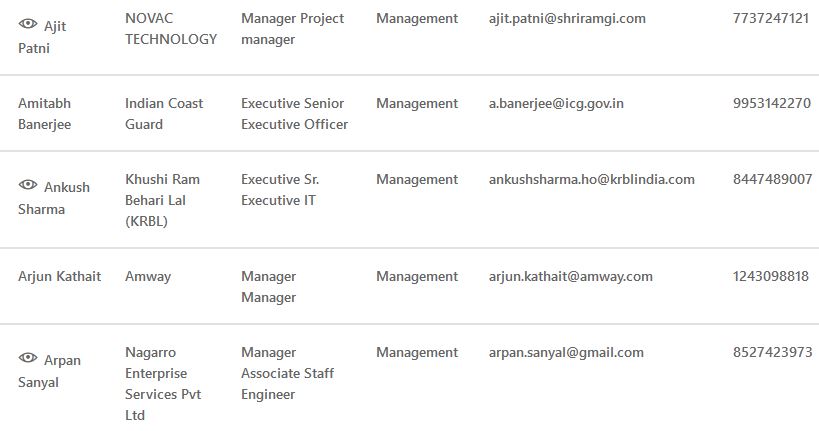 Ajit Patni NOVAC TECHNOLOGY Manager Project manager Management ajit.patni@shriramgi.com 7737247121
Amitabh Banerjee Indian Coast Guard Executive Senior Executive Officer Management a.banerjee@icg.gov.in 9953142270
Ankush Sharma Khushi Ram Behari Lal (KRBL) Executive Sr. Executive IT Management ankushsharma.ho@krblindia.com 8447489007
Arjun Kathait Amway Manager Manager Management arjun.kathait@amway.com 1243098818
Arpan Sanyal Nagarro Enterprise Services Pvt Ltd Manager Associate Staff Engineer Management arpan.sanyal@gmail.com 8527423973